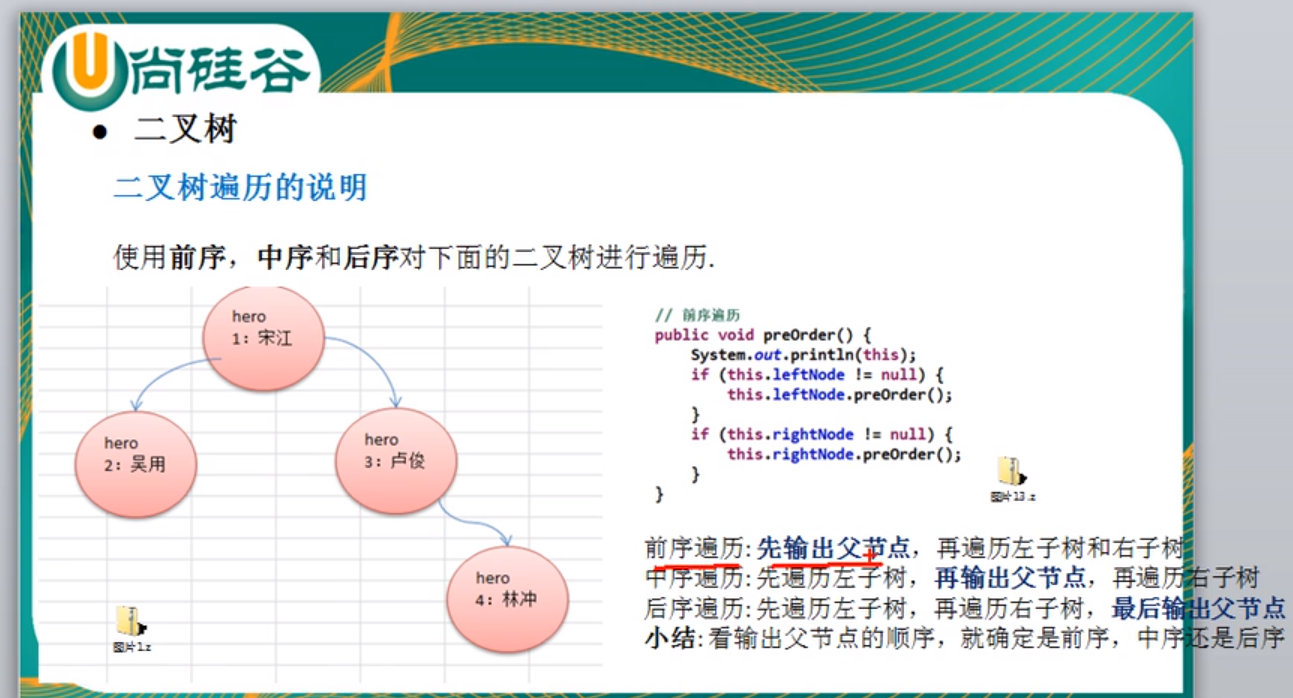 尚硅谷
● 二叉树
二叉树遍历的说明
使用前序，中序和后序对下面的二叉树进行遍历.
hero
1：宋江
hero
2：吴用
hero
3：卢俊
hero
4：林冲
图片1.z
// 前序遍历
public void preOrder() {
System.out.println(this);
if (this.leftNode != null) {
this.leftNode.preOrder();
}
if (this.rightNode != null) {
this.rightNode.preOrder();
}
}
图片13.z
前序遍历: 先输出父节点，再遍历左子树和右子树
中序遍历: 先遍历左子树，再输出父节点，再遍历右子树
后序遍历: 先遍历左子树，再遍历右子树，最后输出父节点
小结: 看输出父节点的顺序，就确定是前序，中序还是后序